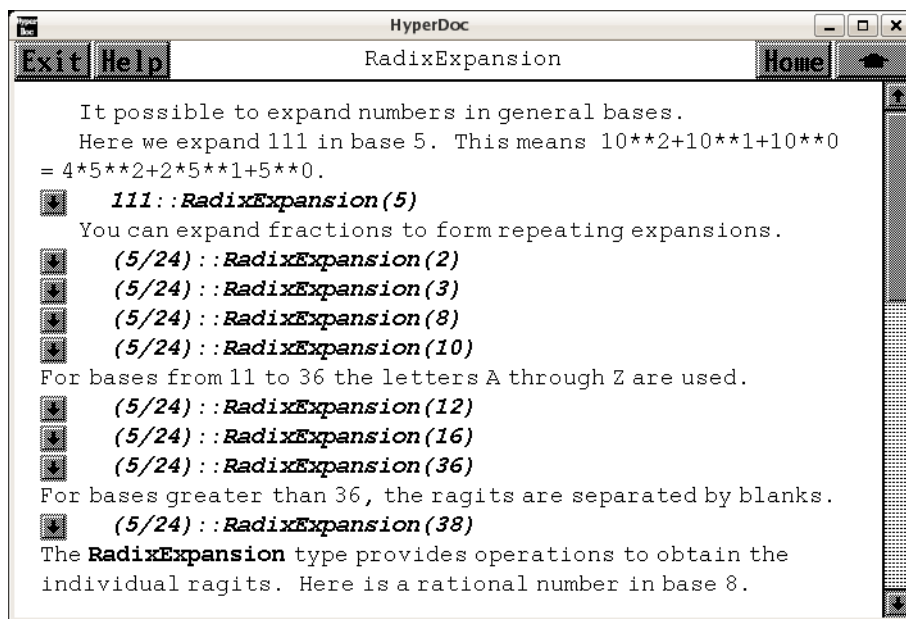 Hyper Doc
HyperDoc
Exit Help RadixExpansion Home
It possible to expand numbers in general bases.
Here we expand 111 in base 5. This means 10**2+10**1+10**0
= 4*5**2+2*5**1+5**0.
111::RadixExpansion(5)
You can expand fractions to form repeating expansions.
(5/24)::RadixExpansion(2)
(5/24)::RadixExpansion(3)
(5/24)::RadixExpansion(8)
(5/24)::RadixExpansion(10)
For bases from 11 to 36 the letters A through Z are used.
(5/24)::RadixExpansion(12)
(5/24)::RadixExpansion(16)
(5/24)::RadixExpansion(36)
For bases greater than 36, the ragits are separated by blanks.
(5/24)::RadixExpansion(38)
The RadixExpansion type provides operations to obtain the
individual ragits. Here is a rational number in base 8.